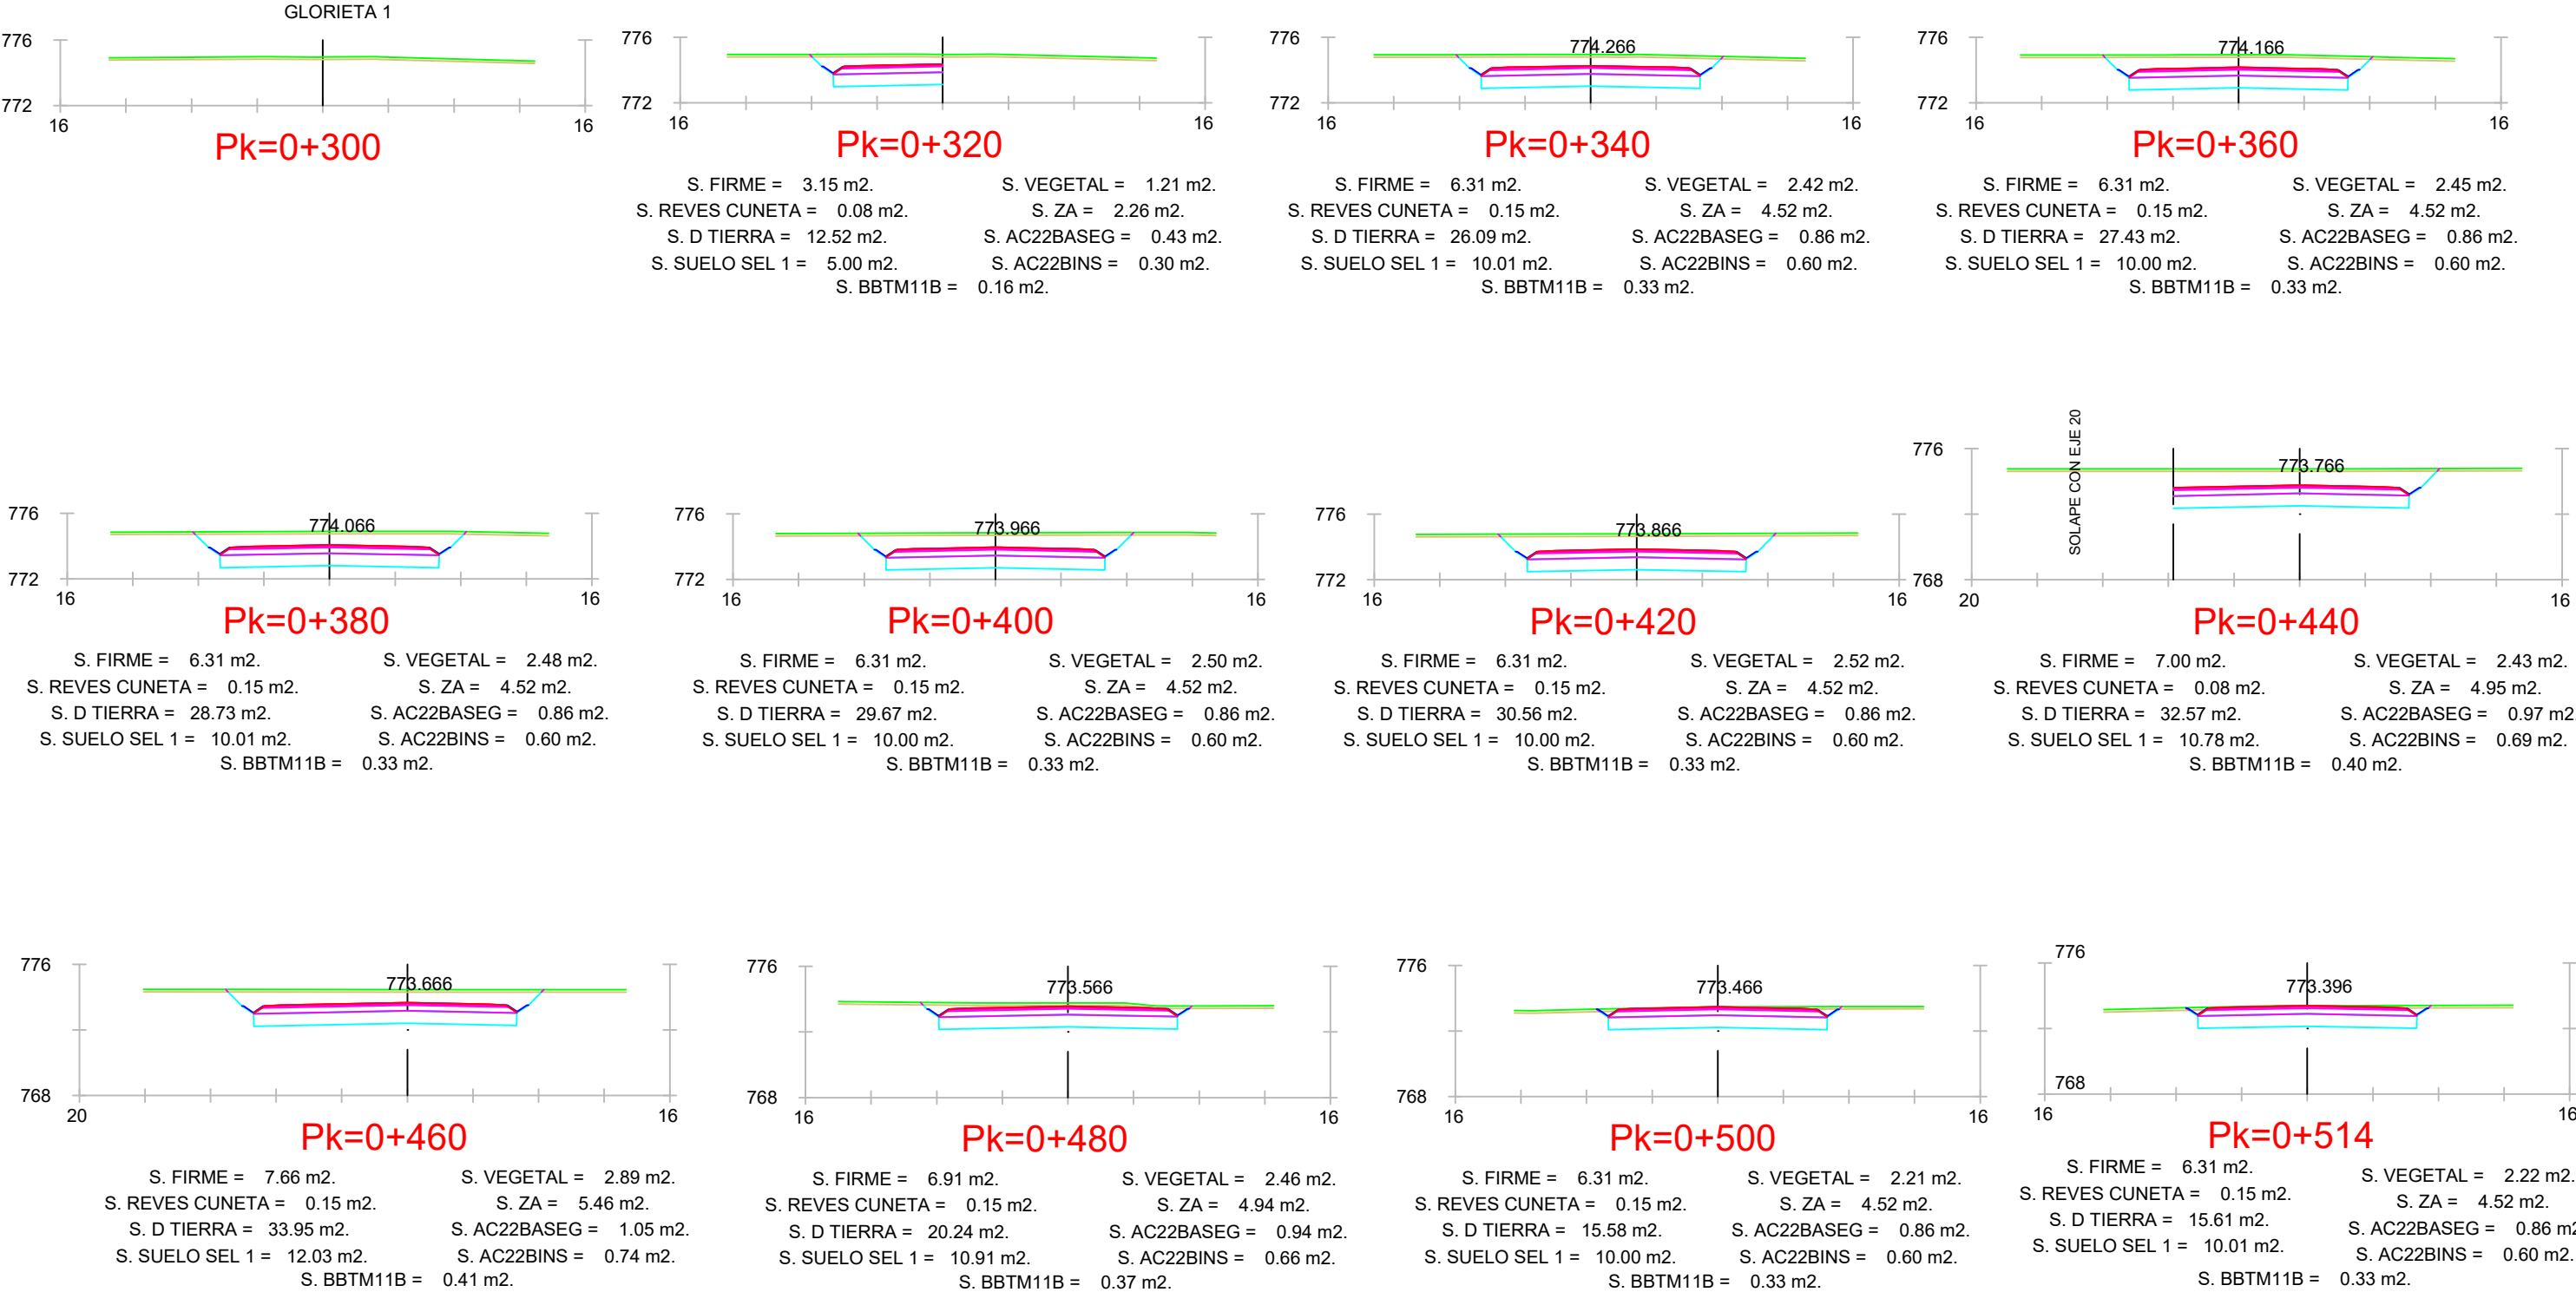 GLORIETA 1
776
772
16
16
Pk=0+300
776
772
16
16
Pk=0+320
S. FIRME = 3.15 m2.
S. VEGETAL = 1.21 m2.
S. REVES CUNETA = 0.08 m2.
S. ZA = 2.26 m2.
S. D TIERRA = 12.52 m2.
S. AC22BASEG = 0.43 m2.
S. SUELO SEL 1 = 5.00 m2.
S. AC22BINS = 0.30 m2.
S. BBTM11B = 0.16 m2.
776
774.266
772
16
16
Pk=0+340
S. FIRME = 6.31 m2.
S. VEGETAL = 2.42 m2.
S. REVES CUNETA = 0.15 m2.
S. ZA = 4.52 m2.
S. D TIERRA = 26.09 m2.
S. AC22BASEG = 0.86 m2.
S. SUELO SEL 1 = 10.01 m2.
S. AC22BINS = 0.60 m2.
S. BBTM11B = 0.33 m2.
776
774.166
772
16
16
Pk=0+360
S. FIRME = 6.31 m2.
S. VEGETAL = 2.45 m2.
S. REVES CUNETA = 0.15 m2.
S. ZA = 4.52 m2.
S. D TIERRA = 27.43 m2.
S. AC22BASEG = 0.86 m2.
S. SUELO SEL 1 = 10.00 m2.
S. AC22BINS = 0.60 m2.
S. BBTM11B = 0.33 m2.
776
774.066
772
16
16
Pk=0+380
S. FIRME = 6.31 m2.
S. VEGETAL = 2.48 m2.
S. REVES CUNETA = 0.15 m2.
S. ZA = 4.52 m2.
S. D TIERRA = 28.73 m2.
S. AC22BASEG = 0.86 m2.
S. SUELO SEL 1 = 10.01 m2.
S. AC22BINS = 0.60 m2.
S. BBTM11B = 0.33 m2.
776
773.966
772
16
16
Pk=0+400
S. FIRME = 6.31 m2.
S. VEGETAL = 2.50 m2.
S. REVES CUNETA = 0.15 m2.
S. ZA = 4.52 m2.
S. D TIERRA = 29.67 m2.
S. AC22BASEG = 0.86 m2.
S. SUELO SEL 1 = 10.00 m2.
S. AC22BINS = 0.60 m2.
S. BBTM11B = 0.33 m2.
776
773.866
772
16
16
Pk=0+420
S. FIRME = 6.31 m2.
S. VEGETAL = 2.52 m2.
S. REVES CUNETA = 0.15 m2.
S. ZA = 4.52 m2.
S. D TIERRA = 30.56 m2.
S. AC22BASEG = 0.86 m2.
S. SUELO SEL 1 = 10.00 m2.
S. AC22BINS = 0.60 m2.
S. BBTM11B = 0.33 m2.
SOLAPE CON EJE 20
776
773.766
768
20
16
Pk=0+440
S. FIRME = 7.00 m2.
S. VEGETAL = 2.43 m2.
S. REVES CUNETA = 0.08 m2.
S. ZA = 4.95 m2.
S. D TIERRA = 32.57 m2.
S. AC22BASEG = 0.97 m2
S. SUELO SEL 1 = 10.78 m2.
S. AC22BINS = 0.69 m2.
S. BBTM11B = 0.40 m2.
776
773.666
768
20
16
Pk=0+460
S. FIRME = 7.66 m2.
S. VEGETAL = 2.89 m2.
S. REVES CUNETA = 0.15 m2.
S. ZA = 5.46 m2.
S. D TIERRA = 33.95 m2.
S. AC22BASEG = 1.05 m2.
S. SUELO SEL 1 = 12.03 m2.
S. AC22BINS = 0.74 m2.
S. BBTM11B = 0.41 m2.
776
773.566
768
16
16
Pk=0+480
S. FIRME = 6.91 m2.
S. VEGETAL = 2.46 m2.
S. REVES CUNETA = 0.15 m2.
S. ZA = 4.94 m2.
S. D TIERRA = 20.24 m2.
S. AC22BASEG = 0.94 m2.
S. SUELO SEL 1 = 10.91 m2.
S. AC22BINS = 0.66 m2.
S. BBTM11B = 0.37 m2.
776
773.466
768
16
16
Pk=0+500
S. FIRME = 6.31 m2.
S. VEGETAL = 2.21 m2.
S. REVES CUNETA = 0.15 m2.
S. ZA = 4.52 m2.
S. D TIERRA = 15.58 m2.
S. AC22BASEG = 0.86 m2.
S. SUELO SEL 1 = 10.00 m2.
S. AC22BINS = 0.60 m2.
S. BBTM11B = 0.33 m2.
776
773.396
768
16
16
Pk=0+514
S. FIRME = 6.31 m2.
S. VEGETAL = 2.22 m2.
S. REVES CUNETA = 0.15 m2.
S. ZA = 4.52 m2.
S. D TIERRA = 15.61 m2.
S. AC22BASEG = 0.86 m2
S. SUELO SEL 1 = 10.01 m2.
S. AC22BINS = 0.60 m2.
S. BBTM11B = 0.33 m2.